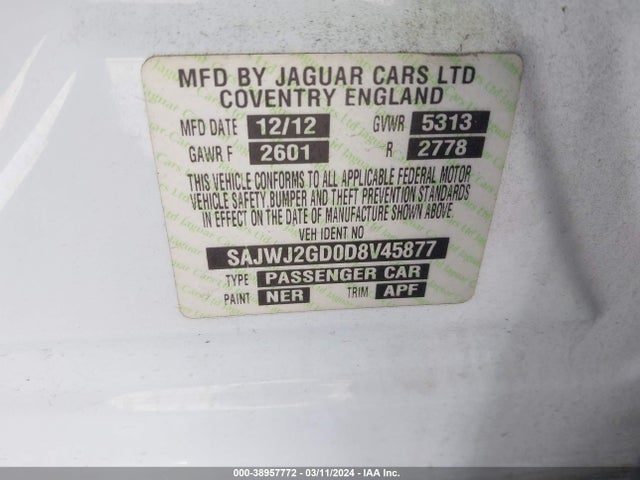 MFD BY JAGUAR CARS LTD
COVENTRY ENGLAND
MFD DATE 12/12 GVWR 5313
GAWR F 2601 R 2778
THIS VEHICLE CONFORMS TO ALL APPLICABLE FEDERAL MOTOR
VEHICLE SAFETY,BUMPER AND THEFT PREVENTION STANDARDS
IN EFFECT ON THE DATE OF MANUFACTURE SHOWN ABOVE.
VEH IDENT NO
SAJWJ2GD0D8V45877
TYPE PASSENGER CAR
PAINT NER TRIM APF
000-38957772 - 03/11/2024 - IAA Inc.